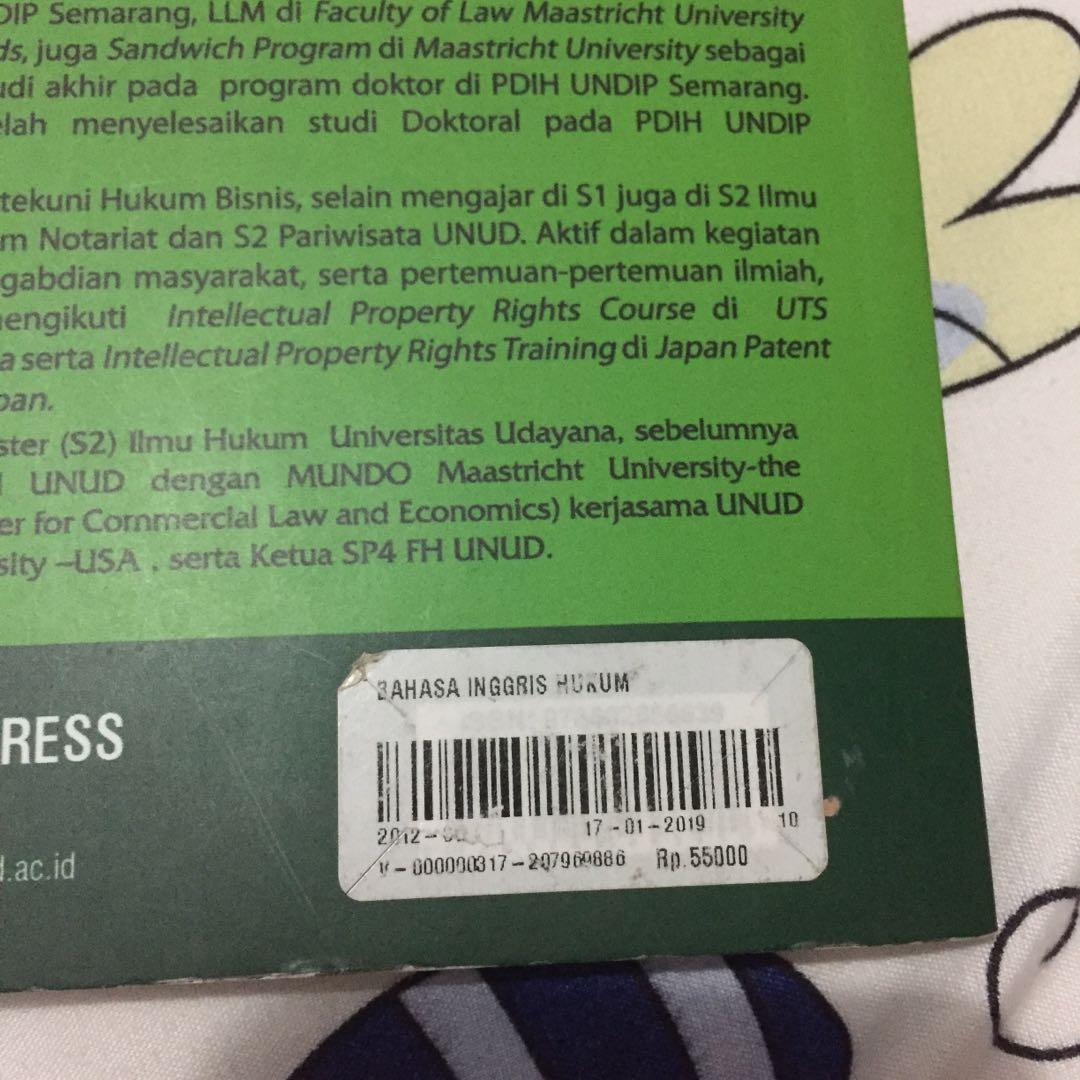 DIP Semarang, LLM di Faculty of Law Maastricht University
ds, juga Sandwich Program di Maastricht University sebagai
udi akhir pada program doktor di PDIH UNDIP Semarang.
elah menyelesaikan studi Doktoral pada PDIH UNDIP
tekuni Hukum Bisnis, selain mengajar di S1 juga di S2 Ilmu
m Notariat dan S2 Pariwisata UNUD. Aktif dalam kegiatan
gabdian masyarakat, serta pertemuan-pertemuan ilmiah,
engikuti Intellectual Property Rights Course di UTS
a serta Intellectual Property Rights Training di Japan Patent
pan.
ster (S2) Ilmu Hukum Universitas Udayana, sebelumnya
UNUD dengan MUNDO Maastricht University-the
er for Commercial Law and Economics) kerjasama UNUD
sity –USA , serta Ketua SP4 FH UNUD.
RESS
d.ac.id
BAHASA INGGRIS HUKUM
17-01-2019 10
V-000000317-207969886 Rp.55000